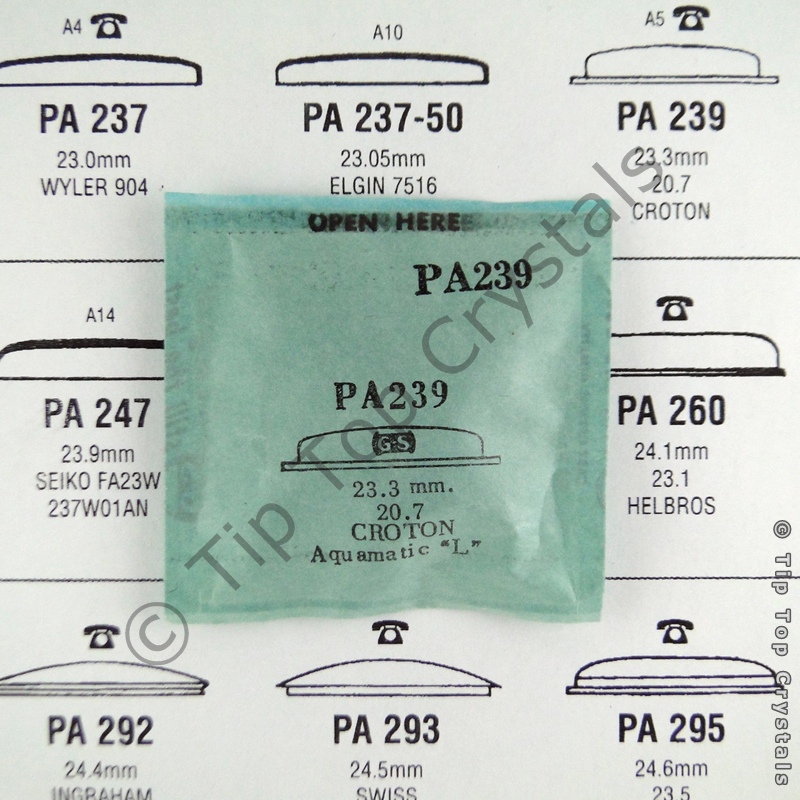 A4
A10
A5
PA 237
PA 237-50
PA 239
23.0mm
23.05mm
23.3mm
WYLER 904
ELGIN 7516
20.7
CROTON
OPEN HERE
PA239
A14
PA239
GS
PA 247
PA 260
23.9mm
24.1mm
SEIKO FA23W
23.1
237W01AN
HELBROS
23.3 mm.
20.7
CROTON
Aquamatic "L"
PA 292
PA 293
PA 295
24.4mm
24.5mm
24.6mm
INGRAHAM
SWISS
23.5
© Tip Top Crystals
© Tip Top Crystals